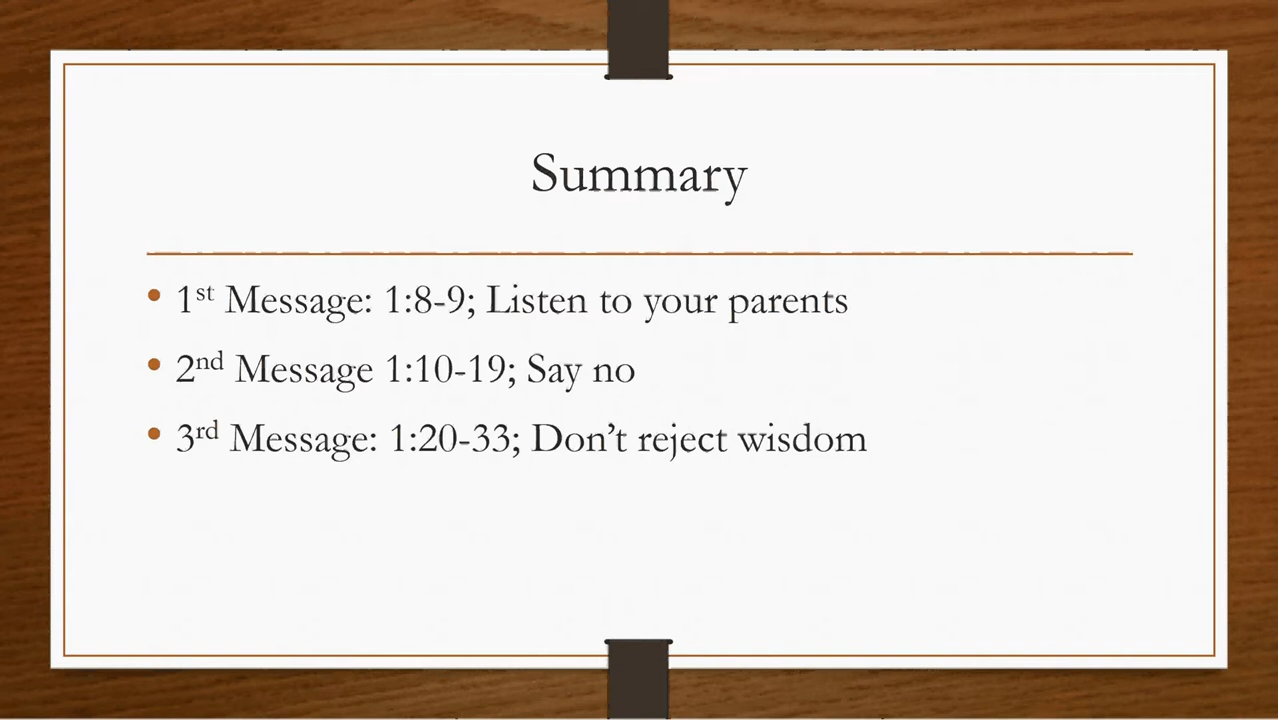 Summary
• 1st Message: 1:8-9; Listen to your parents
• 2nd Message 1:10-19; Say no
• 3rd Message: 1:20-33; Don’t reject wisdom